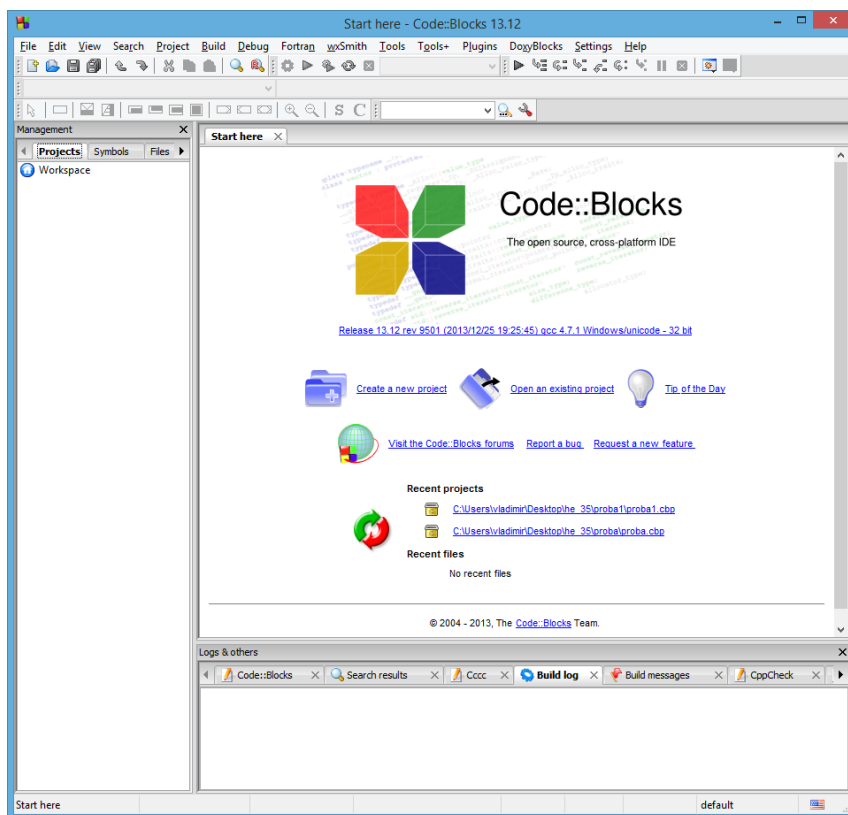 Start here - Code::Blocks 13.12
File Edit View Search Project Build Debug Fortran wxSmith Tools Tools+ Plugins DoxyBlocks Settings Help
S C
Management
Projects Symbols Files
Workspace
Start here
Code::Blocks
The open source, cross-platform IDE
Release 13.12 rev 9501 (2013/12/25 19:25:45) gcc 4.7.1 Windows/unicode - 32 bit
Create a new project Open an existing project Tip of the Day
Visit the Code::Blocks forums Report a bug Request a new feature
Recent projects
C:\Users\vladimir\Desktop\he_35\proba1\proba1.cbp
C:\Users\vladimir\Desktop\he_35\proba\proba.cbp
Recent files
No recent files
© 2004 - 2013, The Code::Blocks Team.
Logs & others
Code::Blocks Search results Cccc Build log Build messages CppCheck
Start here default